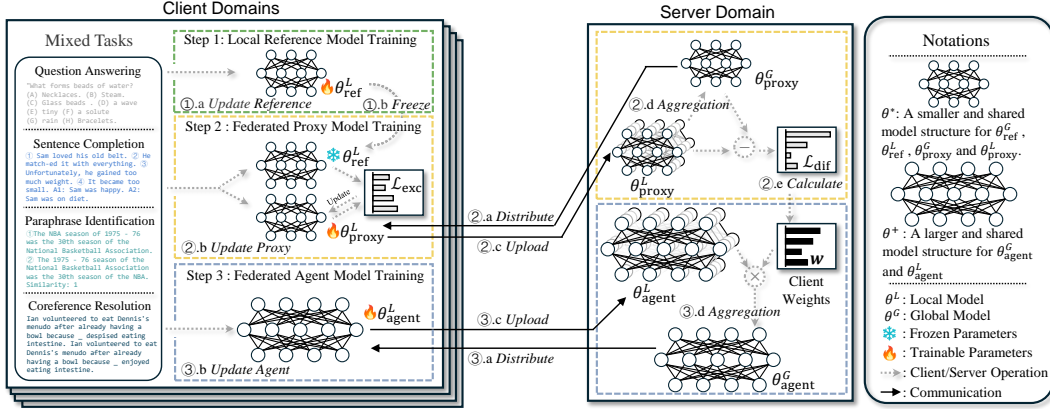 Client Domains
Mixed Tasks
Question Answering
"What forms beads of water?
(A) Necklaces. (B) Steam.
(C) Glass beads . (D) a wave
(E) tiny (F) a solute
(G) rain (H) Bracelets.
Sentence Completion
① Sam loved his old belt. ② He
match-ed it with everything. ③
Unfortunately, he gained too
much weight. ④ It became too
small. A1: Sam was happy. A2:
Sam was on diet.
Paraphrase Identification
①The NBA season of 1975 - 76
was the 30th season of the
National Basketball Association.
② The 1975 - 76 season of the
National Basketball Association
was the 30th season of the NBA.
Similarity: 1
Coreference Resolution
Ian volunteered to eat Dennis's
menudo after already having a
bowl because _ despised eating
intestine. Ian volunteered to eat
Dennis's menudo after already
having a bowl because _ enjoyed
eating intestine.
Step 1: Local Reference Model Training
θ^L_ref
①.a Update Reference
①.b Freeze
Step 2 : Federated Proxy Model Training
θ^L_ref
ℒ_exc
Update
θ^L_proxy
②.b Update Proxy
Step 3 : Federated Agent Model Training
θ^L_agent
③.b Update Agent
②.a Distribute
②.c Upload
③.c Upload
③.a Distribute
Server Domain
θ^G_proxy
②.d Aggregation
θ^L_proxy
ℒ_dif
②.e Calculate
θ^L_agent
w
Client
Weights
③.d Aggregation
θ^G_agent
Notations
θ*: A smaller and shared
model structure for θ^G_ref ,
θ^L_ref , θ^G_proxy and θ^L_proxy.
θ⁺: A larger and shared
model structure for θ^G_agent
and θ^L_agent
θ^L : Local Model
θ^G : Global Model
: Frozen Parameters
: Trainable Parameters
: Client/Server Operation
: Communication